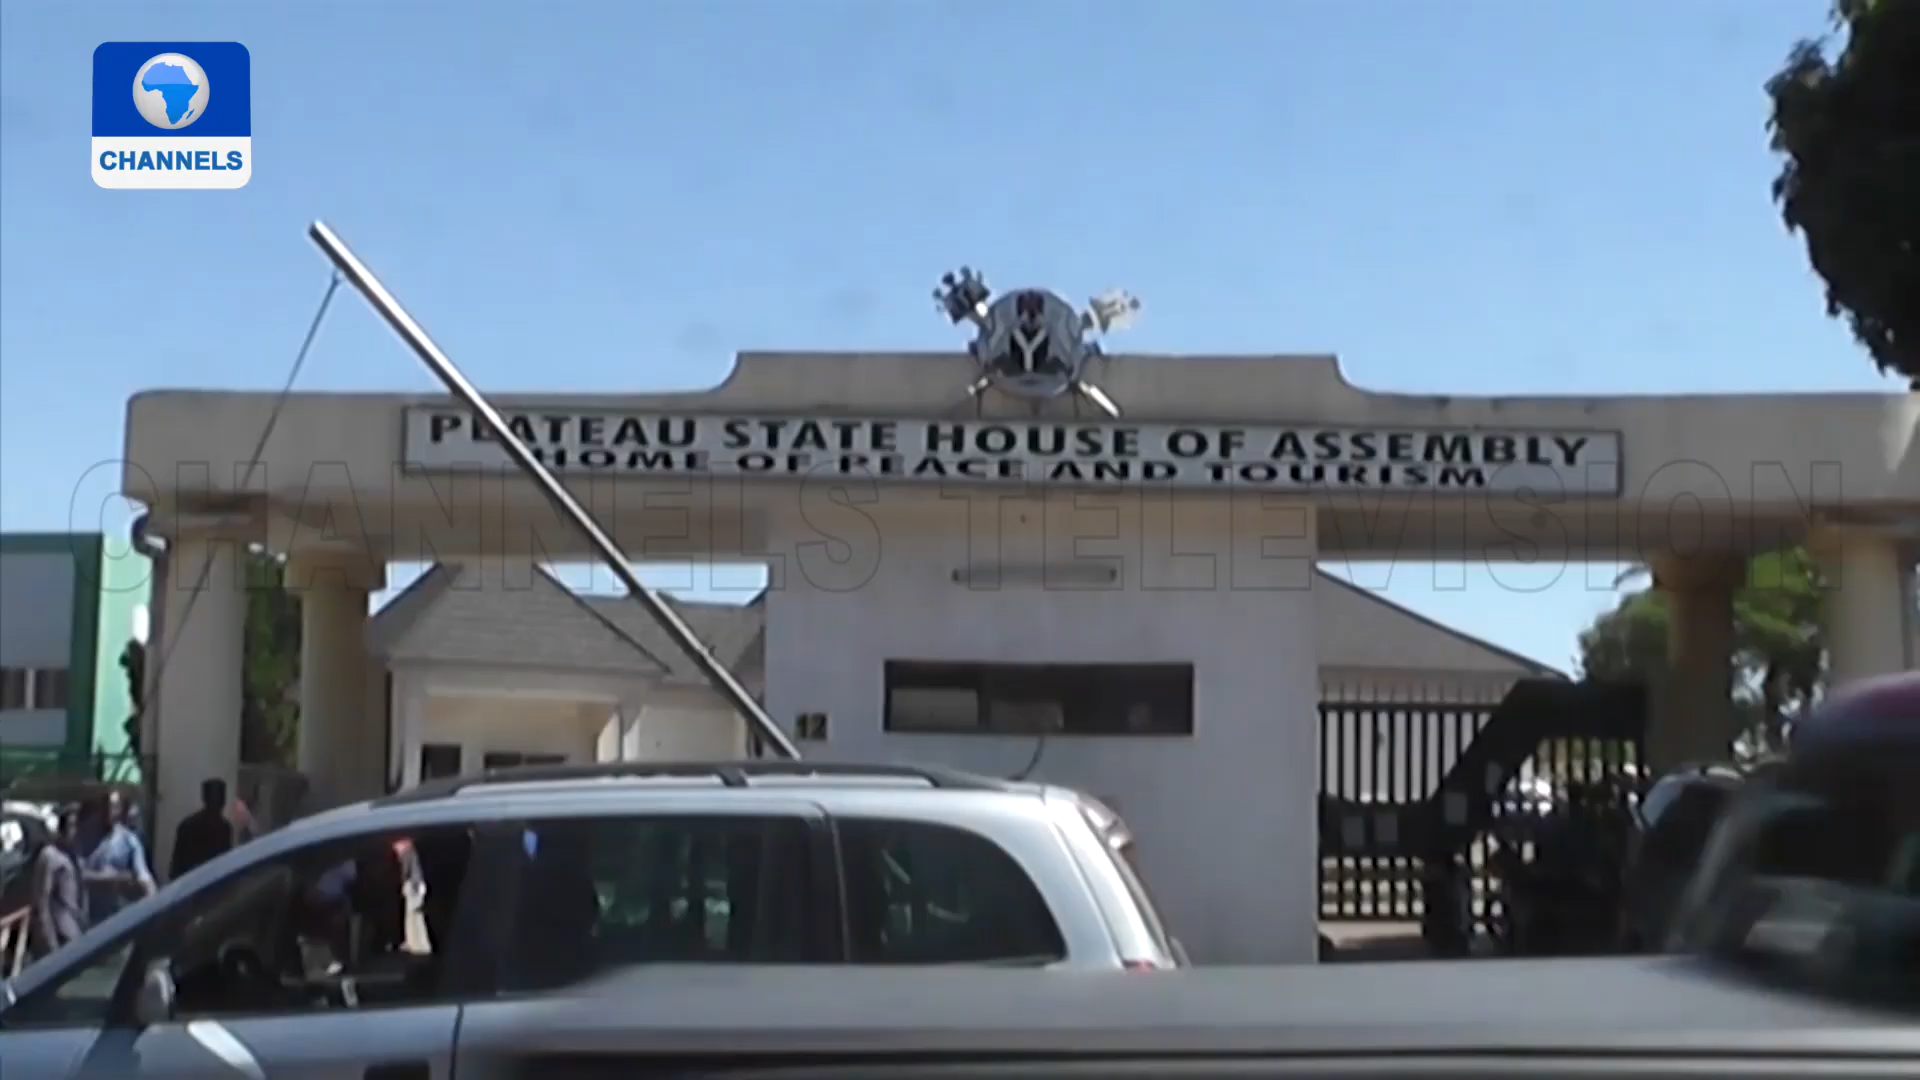 CHANNELS
PLATEAU STATE HOUSE OF ASSEMBLY
HOME OF PEACE AND TOURISM
CHANNELS TELEVISION
12